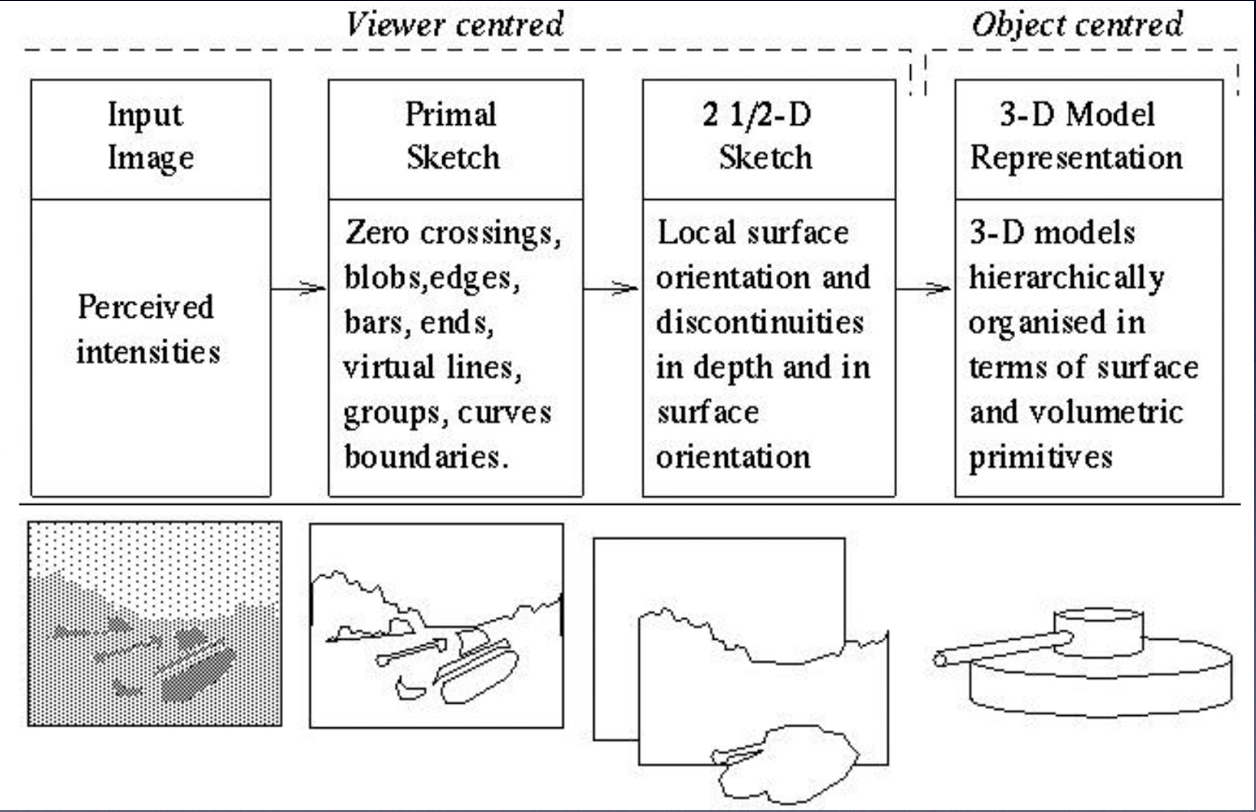 Viewer centred
Object centred
Input
Image
Primal
Sketch
2 1/2-D
Sketch
3-D Model
Representation
Perceived
intensities
Zero crossings,
blobs,edges,
bars, ends,
virtual lines,
groups, curves
boundaries.
Local surface
orientation and
discontinuities
in depth and in
surface
orientation
3-D models
hierarchically
organised in
terms of surface
and volumetric
primitives